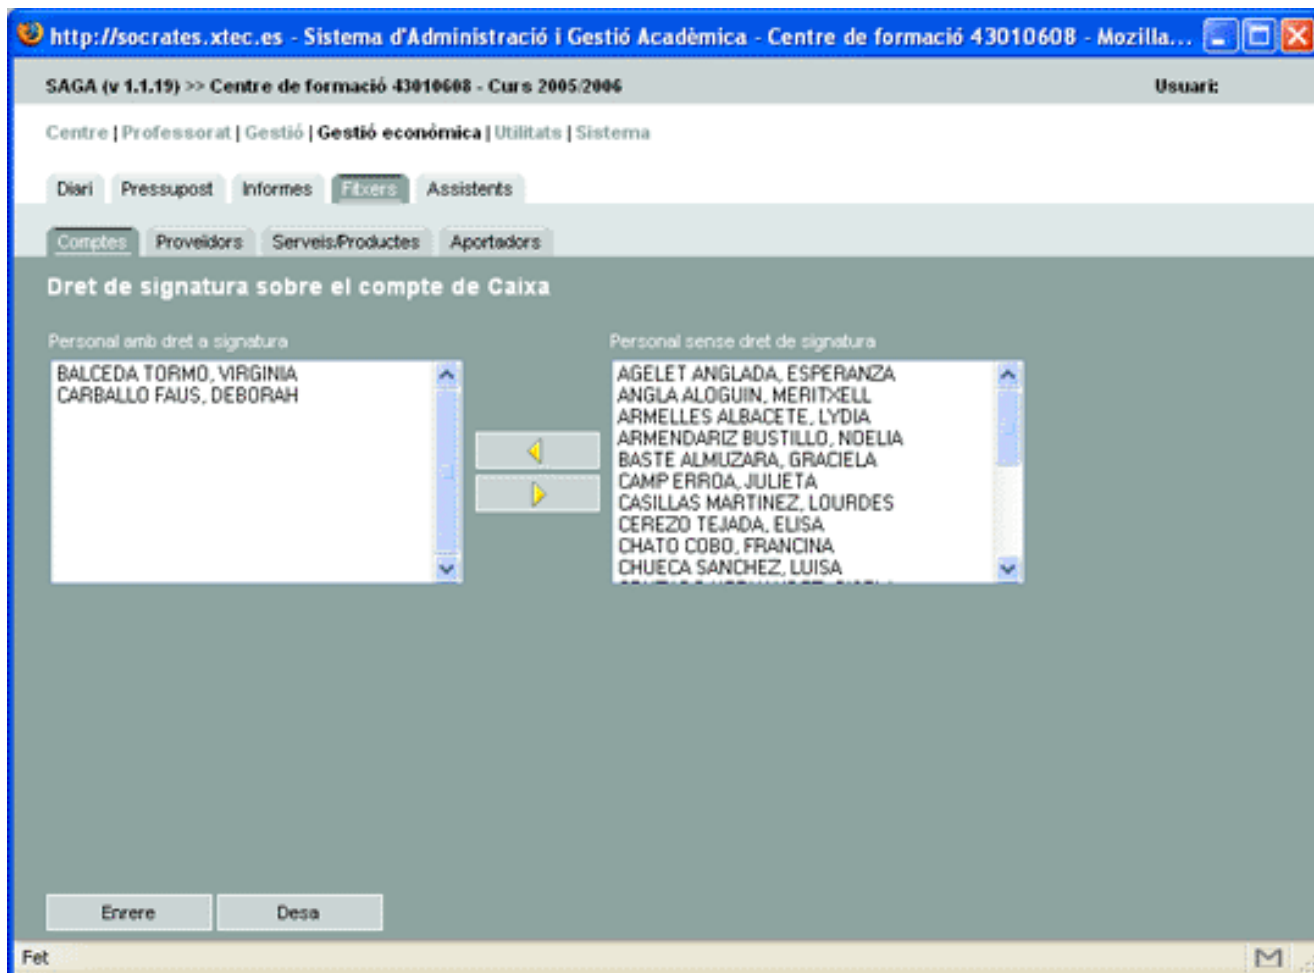 http://socrates.xtec.es - Sistema d'Administració i Gestió Acadèmica - Centre de formació 43010608 - Mozilla...
SAGA (v 1.1.19) >> Centre de formació 43010608 - Curs 2005/2006 Usuari:
Centre | Professorat | Gestió | Gestió econòmica | Utilitats | Sistema
Diari Pressupost Informes Fitxers Assistents
Comptes Proveïdors Serveis/Productes Aportadors
Dret de signatura sobre el compte de Caixa
Personal amb dret a signatura Personal sense dret de signatura
BALCEDA TORMO, VIRGINIA AGELET ANGLADA, ESPERANZA
CARBALLO FAUS, DEBORAH ANGLA ALOGUIN, MERITXELL
ARMELLES ALBACETE, LYDIA
ARMENDARIZ BUSTILLO, NOELIA
BASTE ALMUZARA, GRACIELA
CAMP ERROA, JULIETA
CASILLAS MARTINEZ, LOURDES
CEREZO TEJADA, ELISA
CHATO COBO, FRANCINA
CHUECA SANCHEZ, LUISA
Enrere Desa
Fet